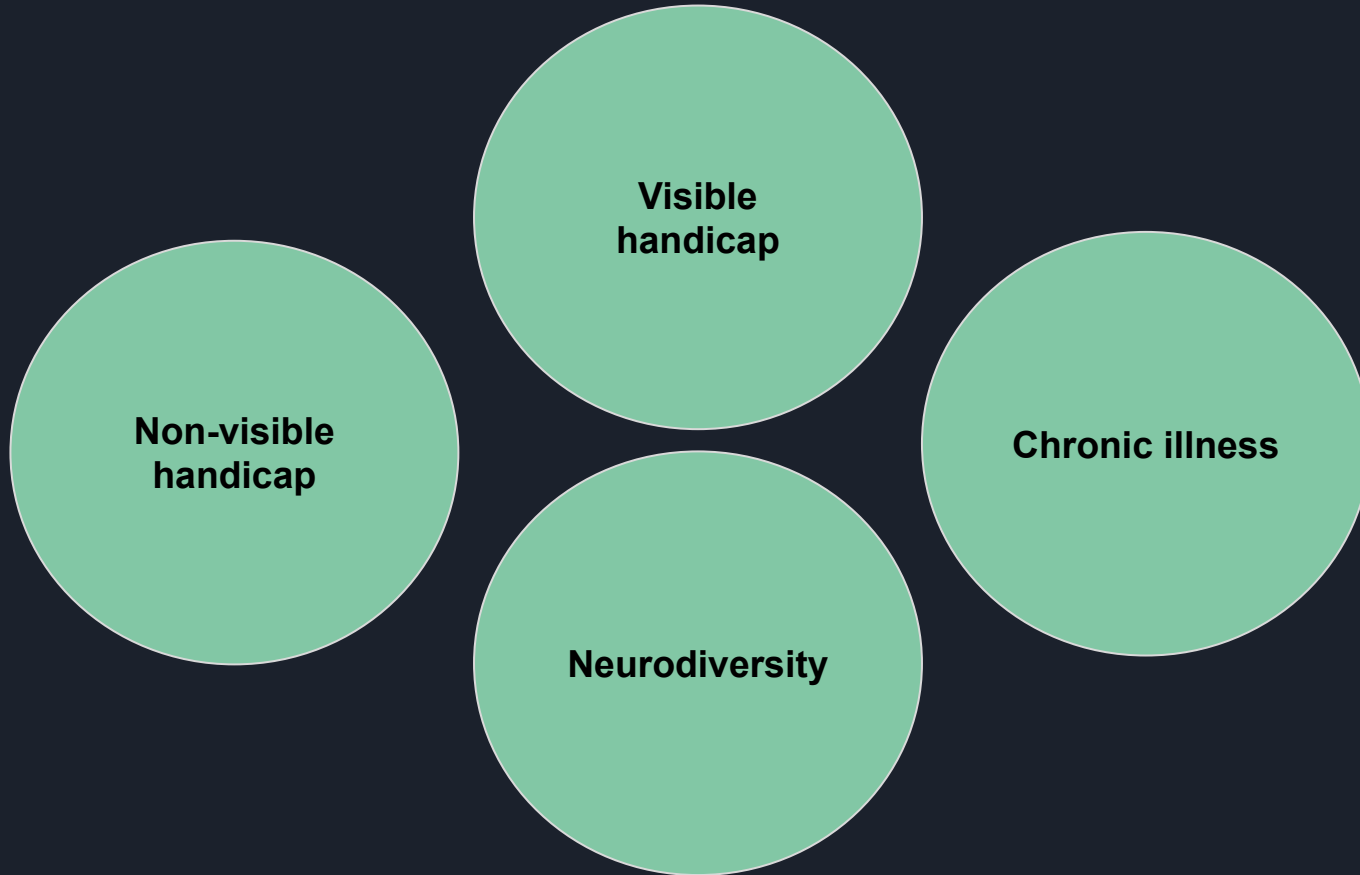 Visible
handicap
Non-visible
handicap
Chronic illness
Neurodiversity